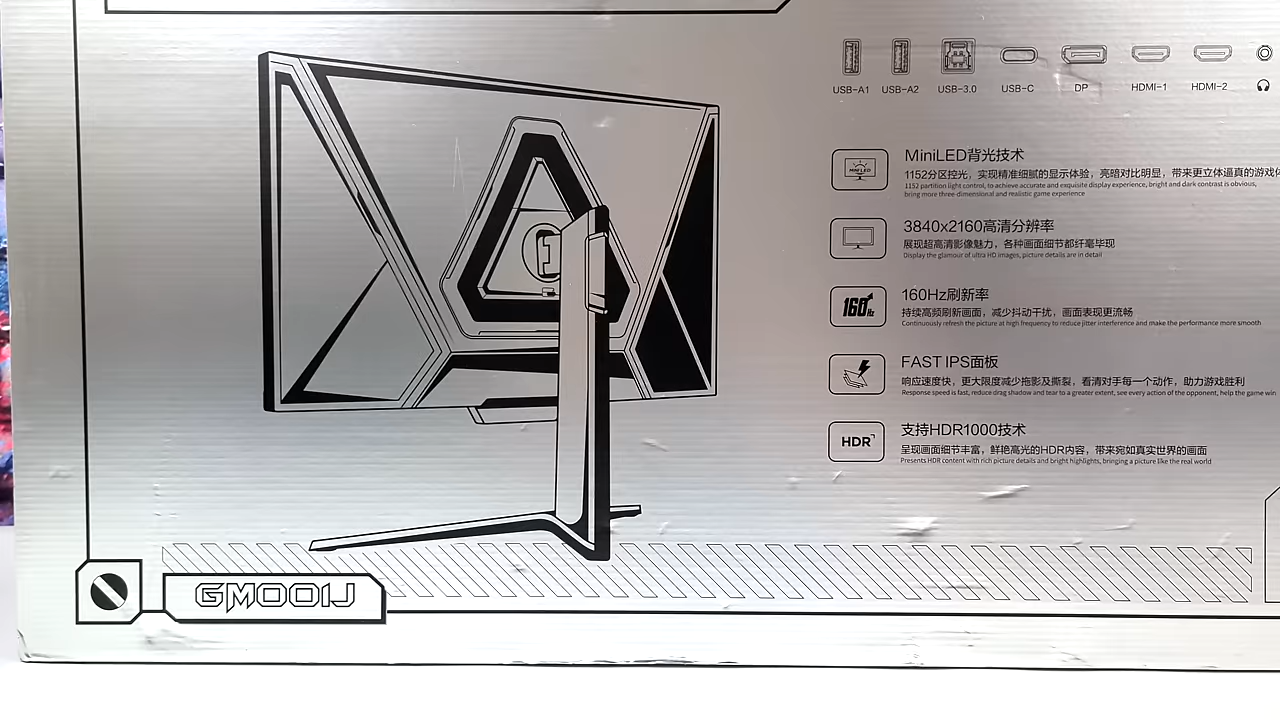 USB-A1 USB-A2 USB-3.0 USB-C DP HDMI-1 HDMI-2
MINI LED
MiniLED背光技术
1152分区控光，实现精准细腻的显示体验，亮暗对比明显，带来更立体逼真的游戏体
1152 partition light control, to achieve accurate and exquisite display experience, bright and dark contrast is obvious,
bring more three-dimensional and realistic game experience
3840x2160高清分辨率
展现超高清影像魅力，各种画面细节都纤毫毕现
Display the glamour of ultra HD images, picture details are in detail
160Hz
160Hz刷新率
持续高频刷新画面，减少抖动干扰，画面表现更流畅
Continuously refresh the picture at high frequency to reduce jitter interference and make the performance more smooth
FAST IPS面板
响应速度快，更大限度减少拖影及撕裂，看清对手每一个动作，助力游戏胜利
Response speed is fast, reduce drag shadow and tear to a greater extent, see every action of the opponent, help the game win
HDR
支持HDR1000技术
呈现画面细节丰富，鲜艳高光的HDR内容，带来宛如真实世界的画面
Presents HDR content with rich picture details and bright highlights, bringing a picture like the real world
GMOOIJ